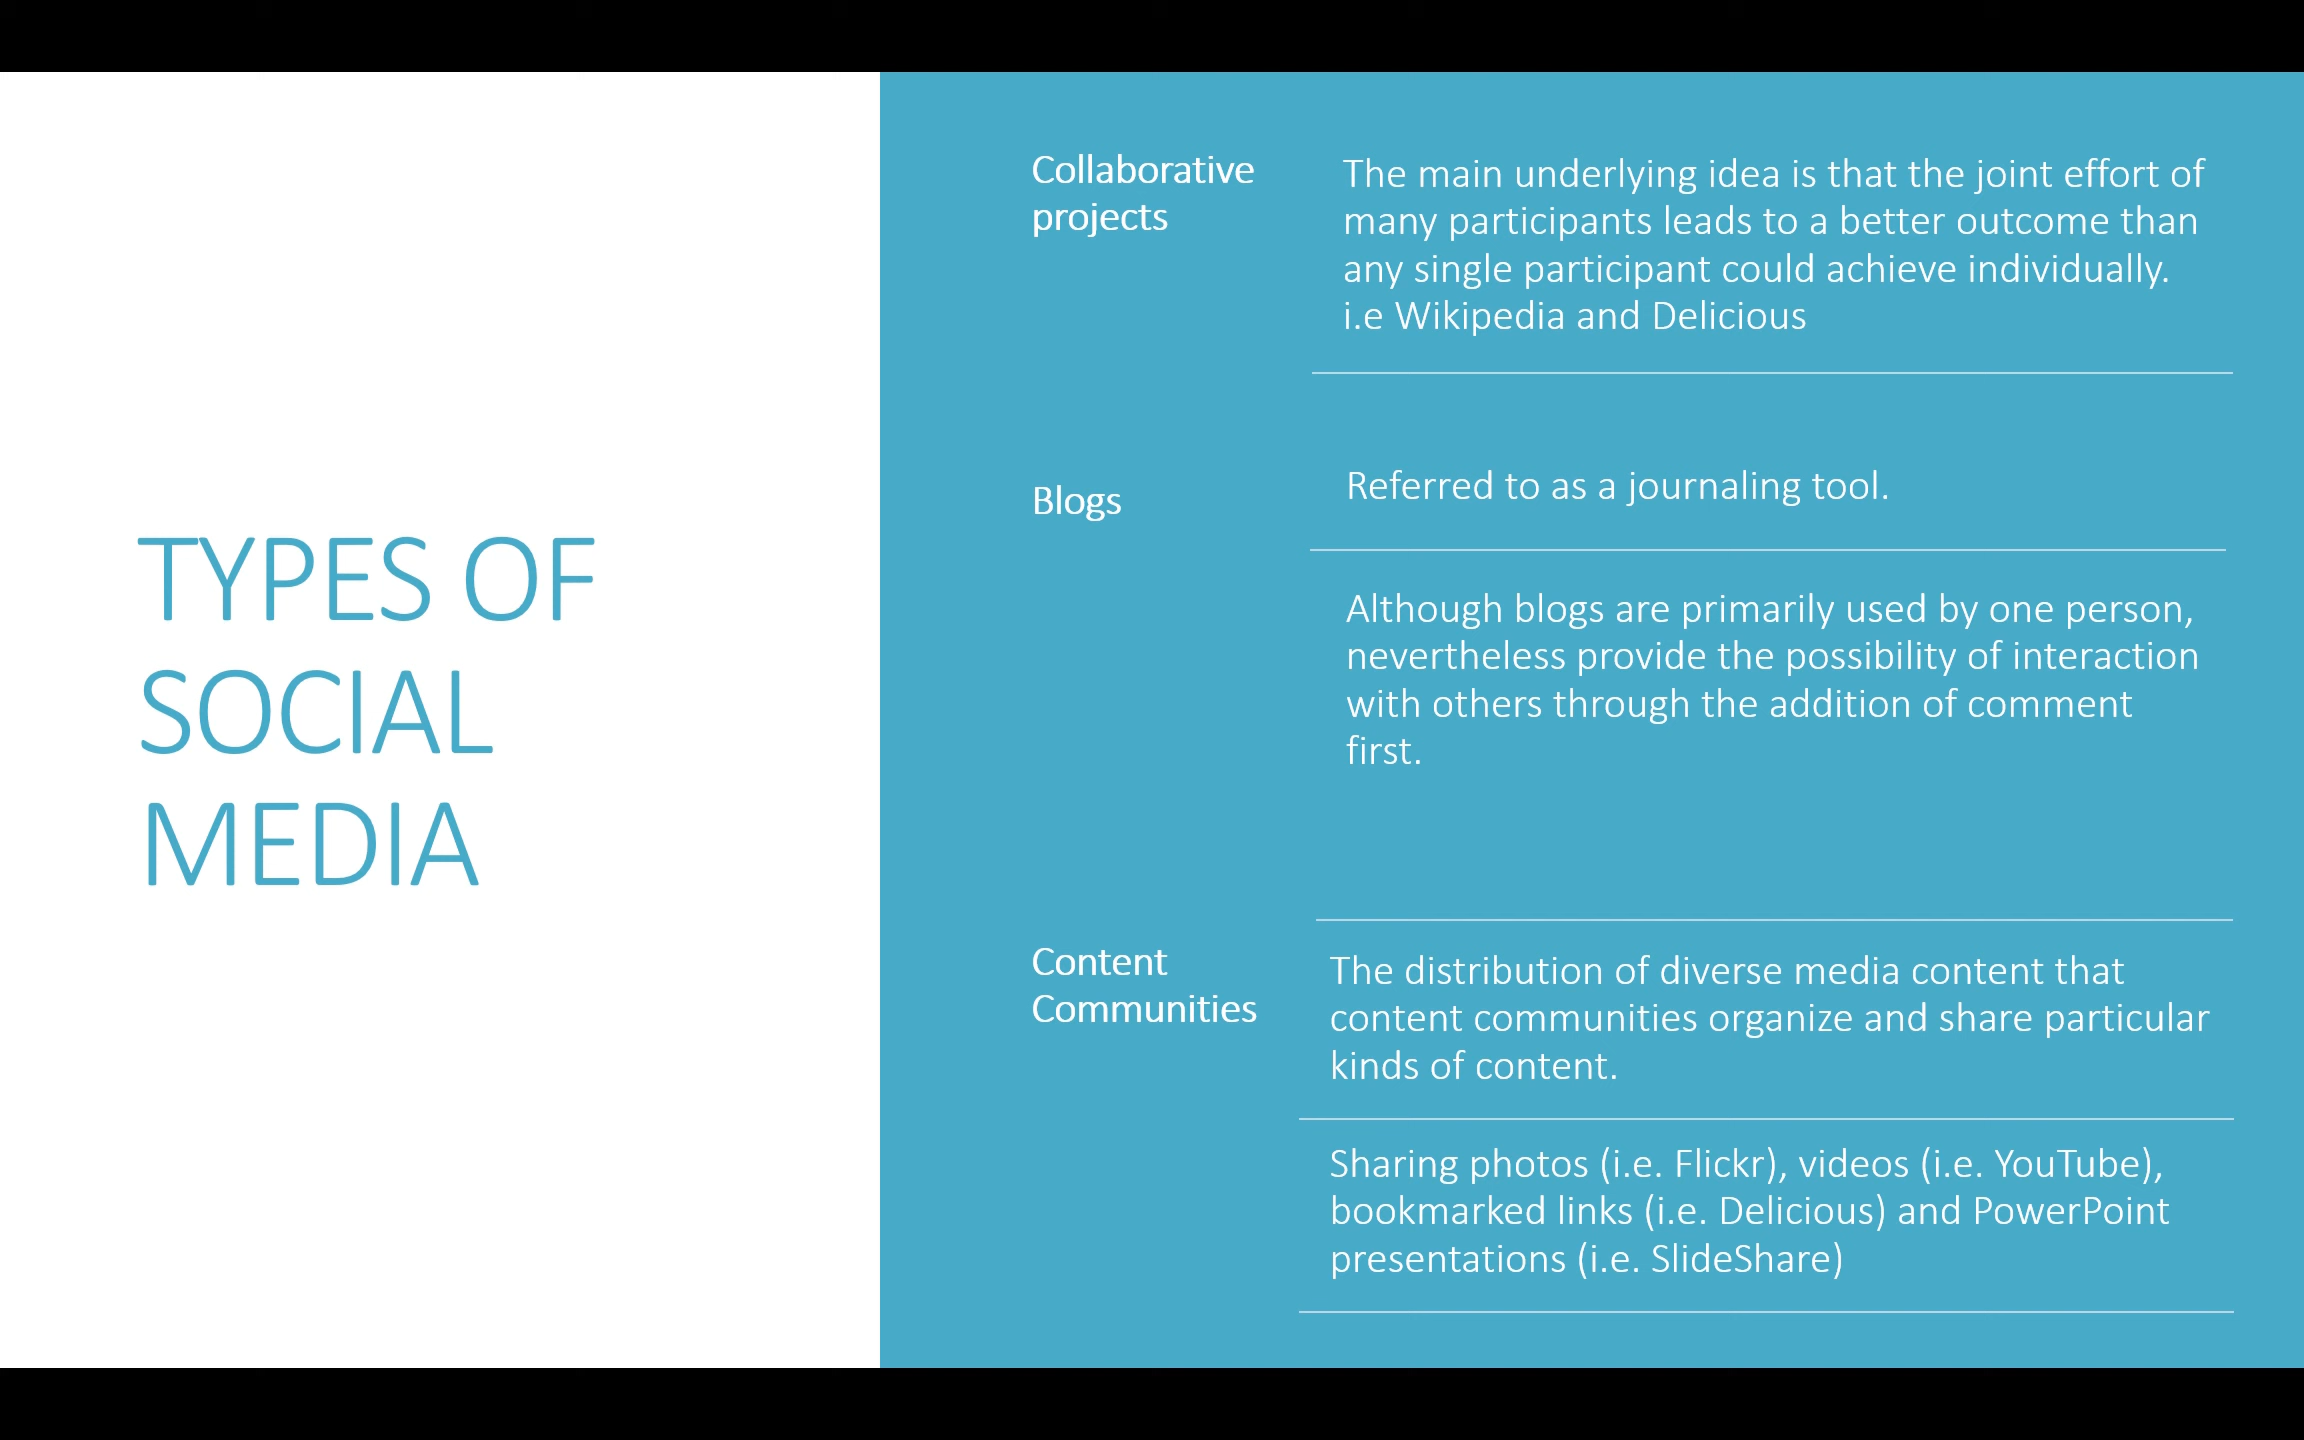 TYPES OF
SOCIAL
MEDIA
Collaborative
projects
The main underlying idea is that the joint effort of
many participants leads to a better outcome than
any single participant could achieve individually.
i.e Wikipedia and Delicious
Blogs
Referred to as a journaling tool.
Although blogs are primarily used by one person,
nevertheless provide the possibility of interaction
with others through the addition of comment
first.
Content
Communities
The distribution of diverse media content that
content communities organize and share particular
kinds of content.
Sharing photos (i.e. Flickr), videos (i.e. YouTube),
bookmarked links (i.e. Delicious) and PowerPoint
presentations (i.e. SlideShare)